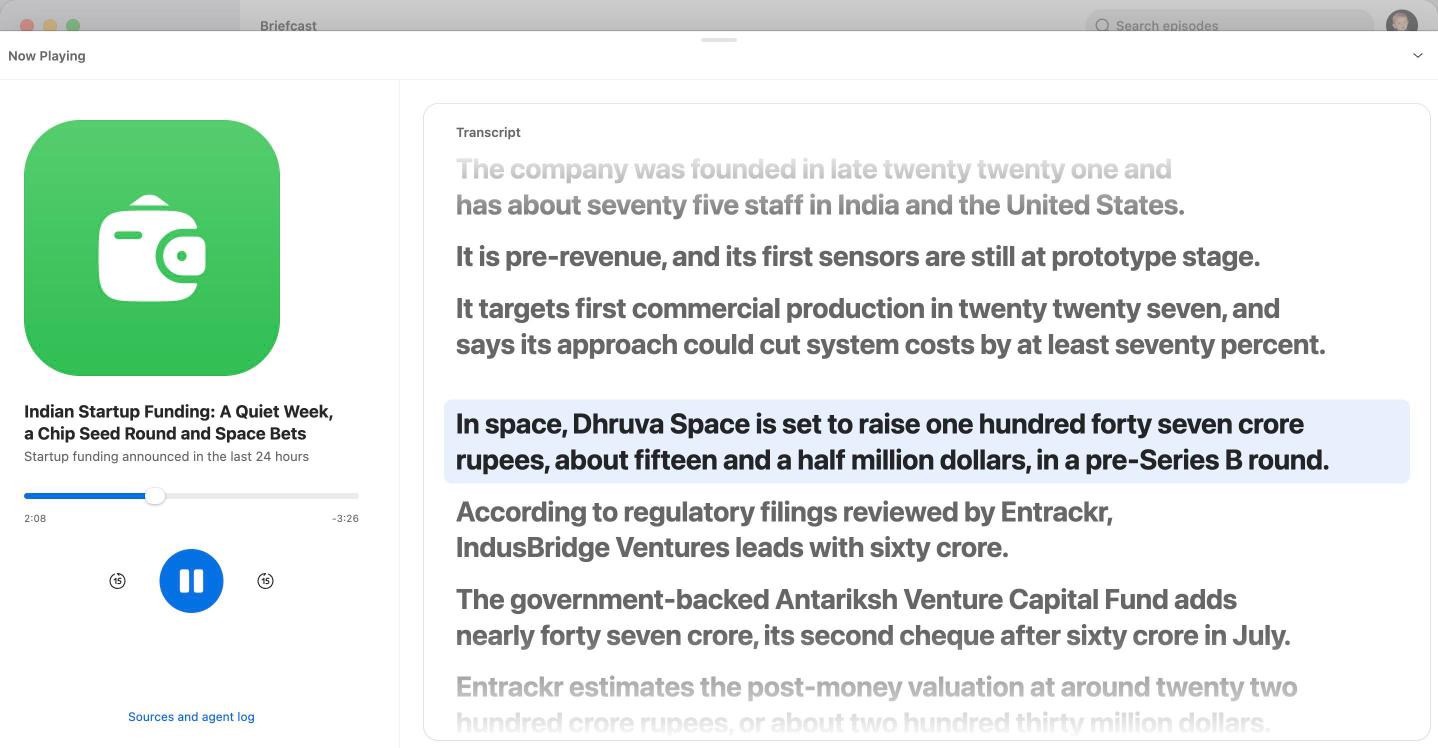 Briefcast
Search episodes
Now Playing
Indian Startup Funding: A Quiet Week,
a Chip Seed Round and Space Bets
Startup funding announced in the last 24 hours
2:08
-3:26
15
15
Sources and agent log
Transcript
The company was founded in late twenty twenty one and
has about seventy five staff in India and the United States.
It is pre-revenue, and its first sensors are still at prototype stage.
It targets first commercial production in twenty twenty seven, and
says its approach could cut system costs by at least seventy percent.
In space, Dhruva Space is set to raise one hundred forty seven crore
rupees, about fifteen and a half million dollars, in a pre-Series B round.
According to regulatory filings reviewed by Entrackr,
IndusBridge Ventures leads with sixty crore.
The government-backed Antariksh Venture Capital Fund adds
nearly forty seven crore, its second cheque after sixty crore in July.
Entrackr estimates the post-money valuation at around twenty two
hundred crore rupees, or about two hundred thirty million dollars.